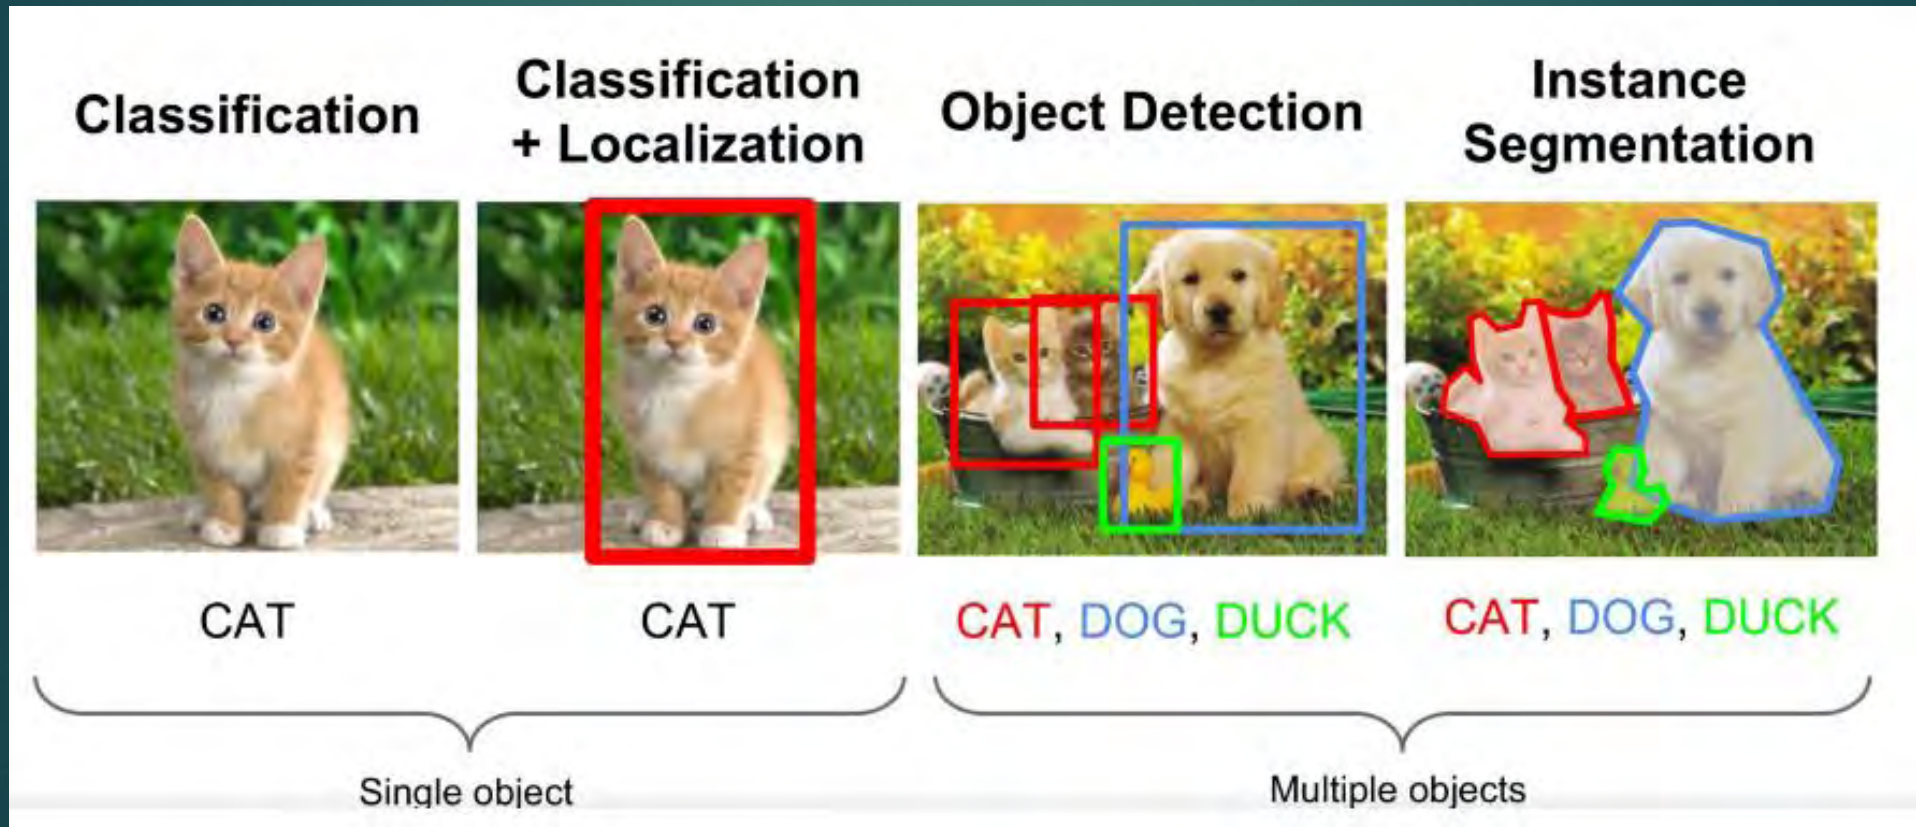 Classification
Classification
+ Localization
Object Detection
Instance
Segmentation
CAT
CAT
CAT, DOG, DUCK
CAT, DOG, DUCK
Single object
Multiple objects